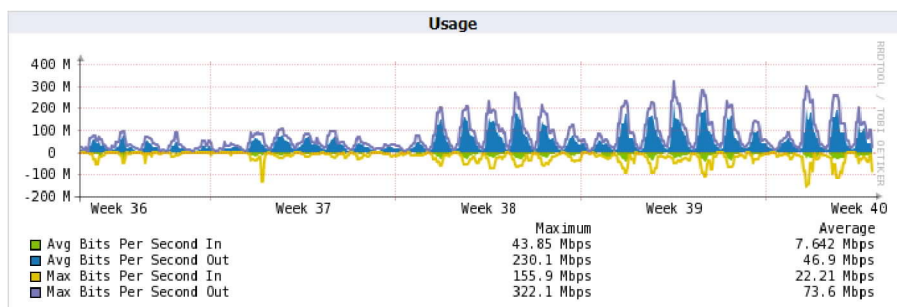 Usage
400 M
300 M
200 M
100 M
0
-100 M
-200 M
Week 36 Week 37 Week 38 Week 39 Week 40
RRDTOOL / TOBI OETIKER
Maximum Average
Avg Bits Per Second In 43.85 Mbps 7.642 Mbps
Avg Bits Per Second Out 230.1 Mbps 46.9 Mbps
Max Bits Per Second In 155.9 Mbps 22.21 Mbps
Max Bits Per Second Out 322.1 Mbps 73.6 Mbps